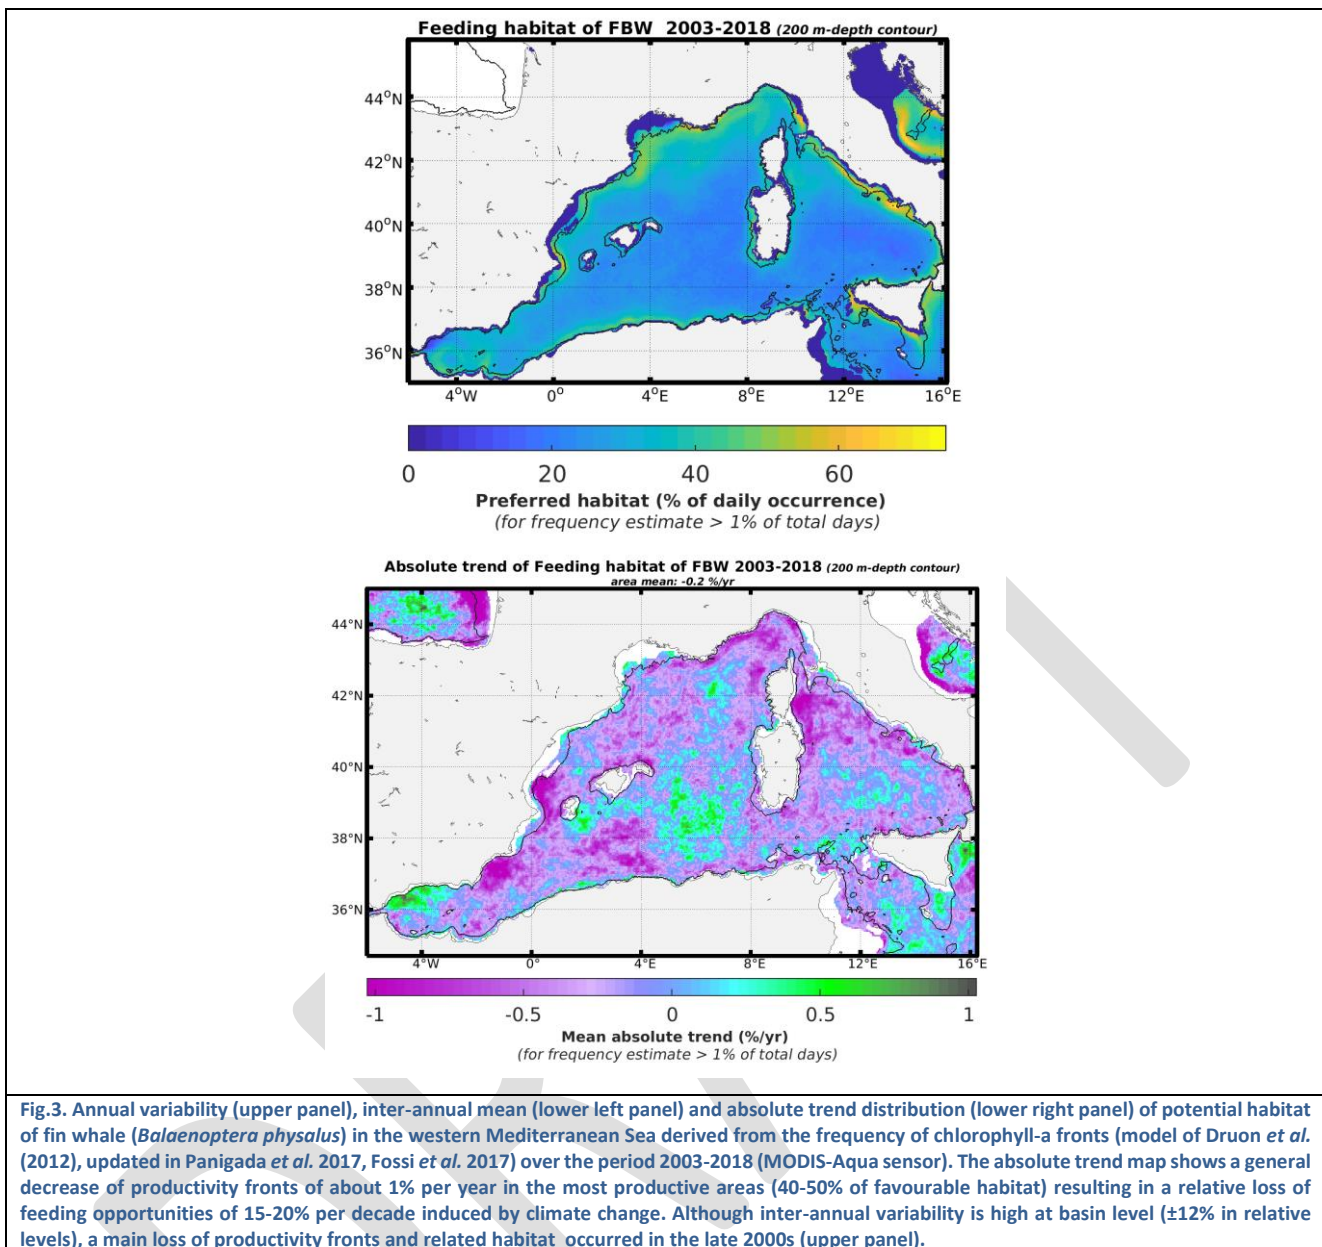 Feeding habitat of FBW 2003-2018 (200 m-depth contour)
44°N
42°N
40°N
38°N
36°N
4°W 0° 4°E 8°E 12°E 16°E
0 20 40 60
Preferred habitat (% of daily occurrence)
(for frequency estimate > 1% of total days)
Absolute trend of Feeding habitat of FBW 2003-2018 (200 m-depth contour)
area mean: -0.2 %/yr
44°N
42°N
40°N
38°N
36°N
4°W 0° 4°E 8°E 12°E 16°E
-1 -0.5 0 0.5 1
Mean absolute trend (%/yr)
(for frequency estimate > 1% of total days)
Fig.3. Annual variability (upper panel), inter-annual mean (lower left panel) and absolute trend distribution (lower right panel) of potential habitat
of fin whale (Balaenoptera physalus) in the western Mediterranean Sea derived from the frequency of chlorophyll-a fronts (model of Druon et al.
(2012), updated in Panigada et al. 2017, Fossi et al. 2017) over the period 2003-2018 (MODIS-Aqua sensor). The absolute trend map shows a general
decrease of productivity fronts of about 1% per year in the most productive areas (40-50% of favourable habitat) resulting in a relative loss of
feeding opportunities of 15-20% per decade induced by climate change. Although inter-annual variability is high at basin level (±12% in relative
levels), a main loss of productivity fronts and related habitat occurred in the late 2000s (upper panel).